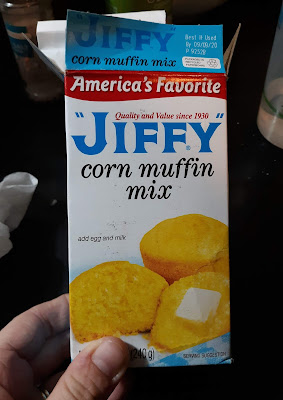 "JIFFY"
corn muffin mix
Best If Used
By 09/09/20
America's Favorite
Quality and Value since 1930
"JIFFY"®
corn muffin
mix
add egg and milk
(240 g)
SERVING SUGGESTION